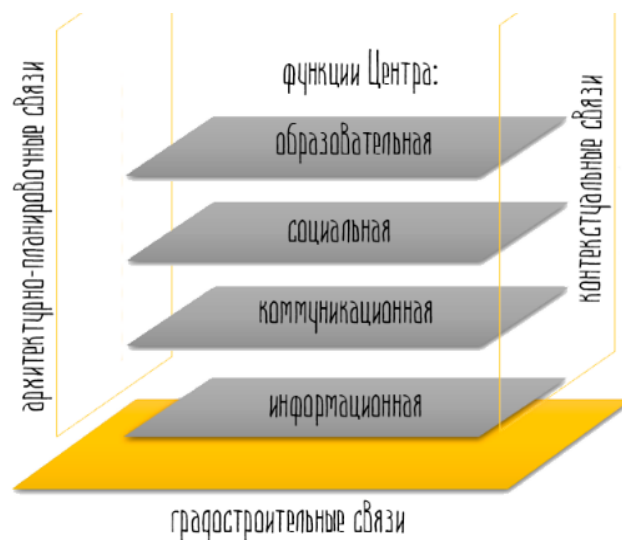 функции Центра:
архитектурно-планировочные связи
образовательная
социальная
коммуникационная
информационная
контекстуальные связи
градостроительные связи